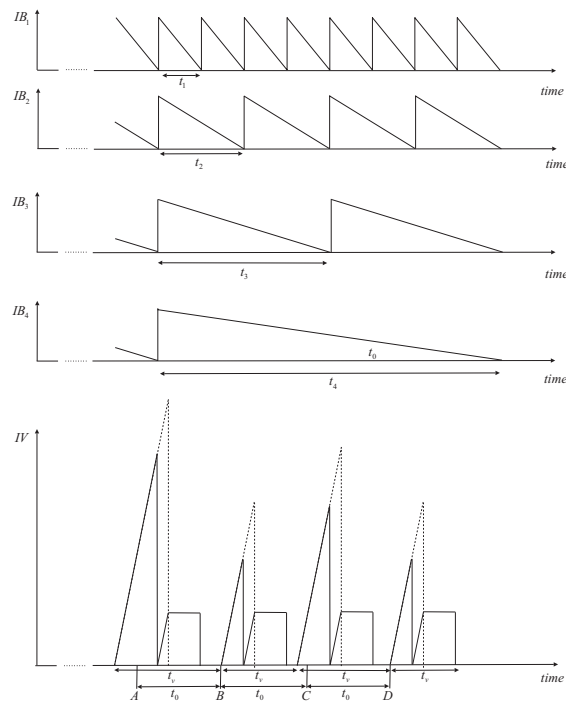 IB₁
t₁
time
IB₂
t₂
time
IB₃
t₃
time
IB₄
t₀
t₄
time
IV
tᵥ tᵥ tᵥ tᵥ time
A t₀ B t₀ C t₀ D